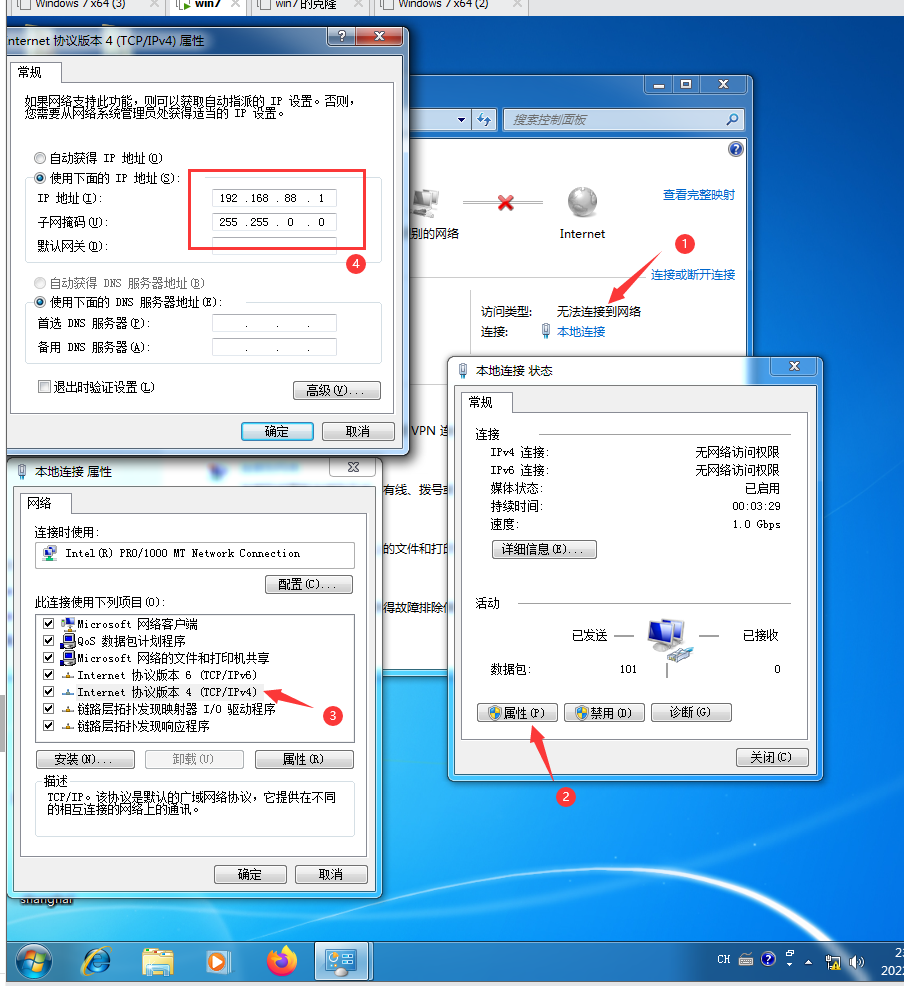 Windows 7 x64 (3)
win7
win7的克隆
Windows 7 x64 (2)
nternet 协议版本 4 (TCP/IPv4) 属性
常规
如果网络支持此功能，则可以获取自动指派的 IP 设置。否则，
您需要从网络系统管理员处获得适当的 IP 设置。
自动获得 IP 地址(O)
使用下面的 IP 地址(S):
IP 地址(I):
192 .168 . 88 . 1
子网掩码(U):
255 .255 . 0 . 0
默认网关(D):
4
自动获得 DNS 服务器地址(B)
使用下面的 DNS 服务器地址(E):
首选 DNS 服务器(P):
. . .
备用 DNS 服务器(A):
. . .
退出时验证设置(L)
高级(V)...
确定
取消
搜索控制面板
查看完整映射
别的网络
Internet
1
连接或断开连接
访问类型:
无法连接到网络
连接:
本地连接
VPN 连
有线、拨号或
的文件和打印
得故障排除信
本地连接 状态
常规
连接
IPv4 连接:
无网络访问权限
IPv6 连接:
无网络访问权限
媒体状态:
已启用
持续时间:
00:03:29
速度:
1.0 Gbps
详细信息(E)...
活动
已发送
已接收
数据包:
101
0
属性(P)
禁用(D)
诊断(G)
关闭(C)
2
本地连接 属性
网络
连接时使用:
Intel(R) PRO/1000 MT Network Connection
配置(C)...
此连接使用下列项目(O):
Microsoft 网络客户端
QoS 数据包计划程序
Microsoft 网络的文件和打印机共享
Internet 协议版本 6 (TCP/IPv6)
Internet 协议版本 4 (TCP/IPv4)
链路层拓扑发现映射器 I/O 驱动程序
链路层拓扑发现响应程序
3
安装(N)...
卸载(U)
属性(R)
描述
TCP/IP。该协议是默认的广域网络协议，它提供在不同
的相互连接的网络上的通讯。
确定
取消
shanghai
CH